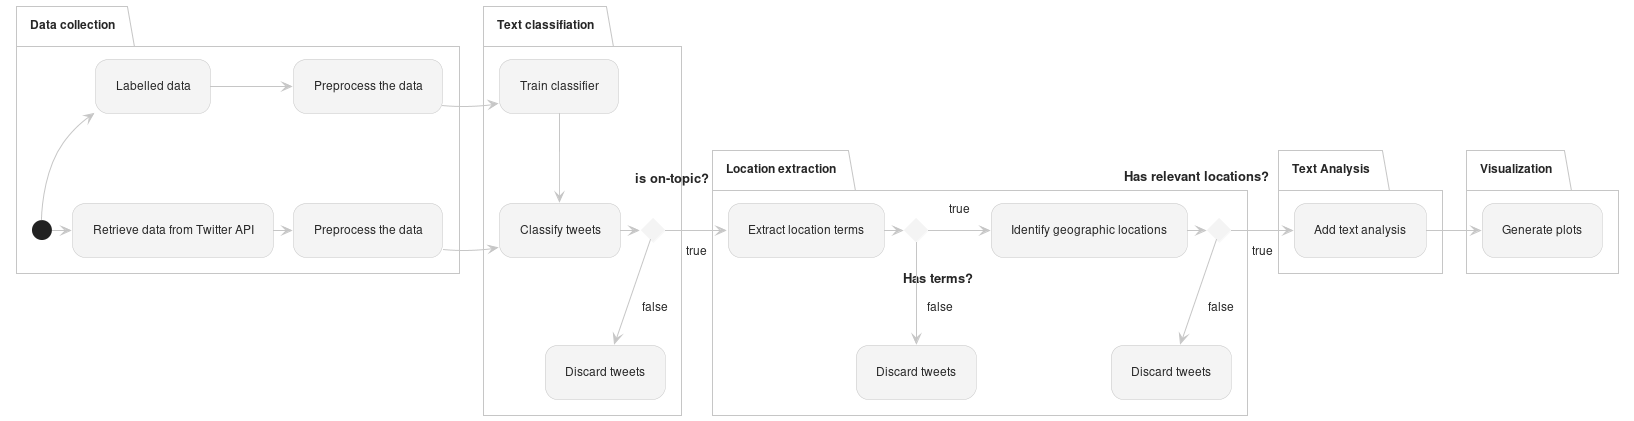 Data collection
Text classifiation
Labelled data
Preprocess the data
Train classifier
Location extraction
Text Analysis
Visualization
is on-topic?
Has relevant locations?
true
Retrieve data from Twitter API
Preprocess the data
Classify tweets
Extract location terms
Identify geographic locations
Add text analysis
Generate plots
true
true
Has terms?
false
false
false
Discard tweets
Discard tweets
Discard tweets